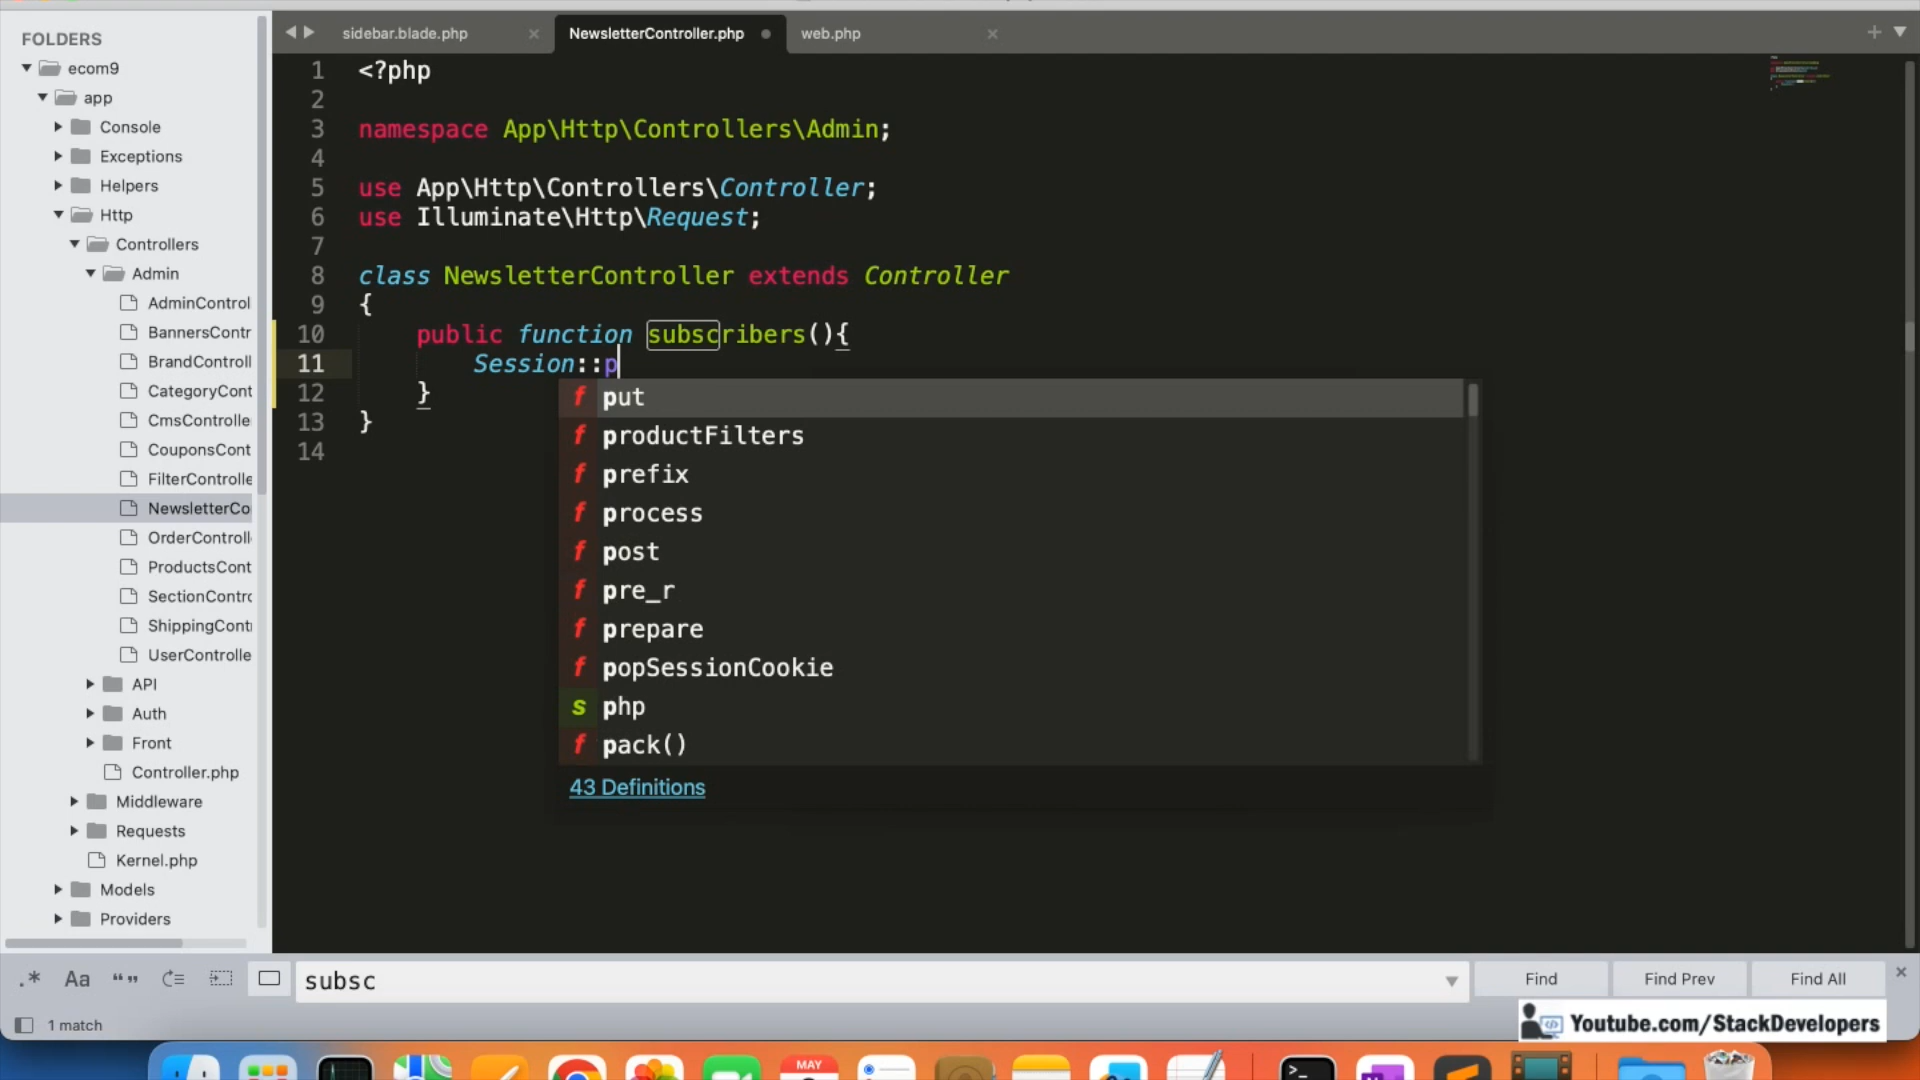 FOLDERS
ecom9
app
Console
Exceptions
Helpers
Http
Controllers
Admin
AdminControl
BannersContr
BrandControll
CategoryCont
CmsControlle
CouponsCont
FilterControlle
NewsletterCo
OrderControll
ProductsCont
SectionContro
ShippingContr
UserControlle
API
Auth
Front
Controller.php
Middleware
Requests
Kernel.php
Models
Providers
sidebar.blade.php
NewsletterController.php
web.php
1 <?php
2
3 namespace App\Http\Controllers\Admin;
4
5 use App\Http\Controllers\Controller;
6 use Illuminate\Http\Request;
7
8 class NewsletterController extends Controller
9 {
10 public function subscribers(){
11 Session::p
12 }
13 }
14
f put
f productFilters
f prefix
f process
f post
f pre_r
f prepare
f popSessionCookie
s php
f pack()
43 Definitions
.* Aa “”
subsc
Find
Find Prev
Find All
1 match
Youtube.com/StackDevelopers
MAY